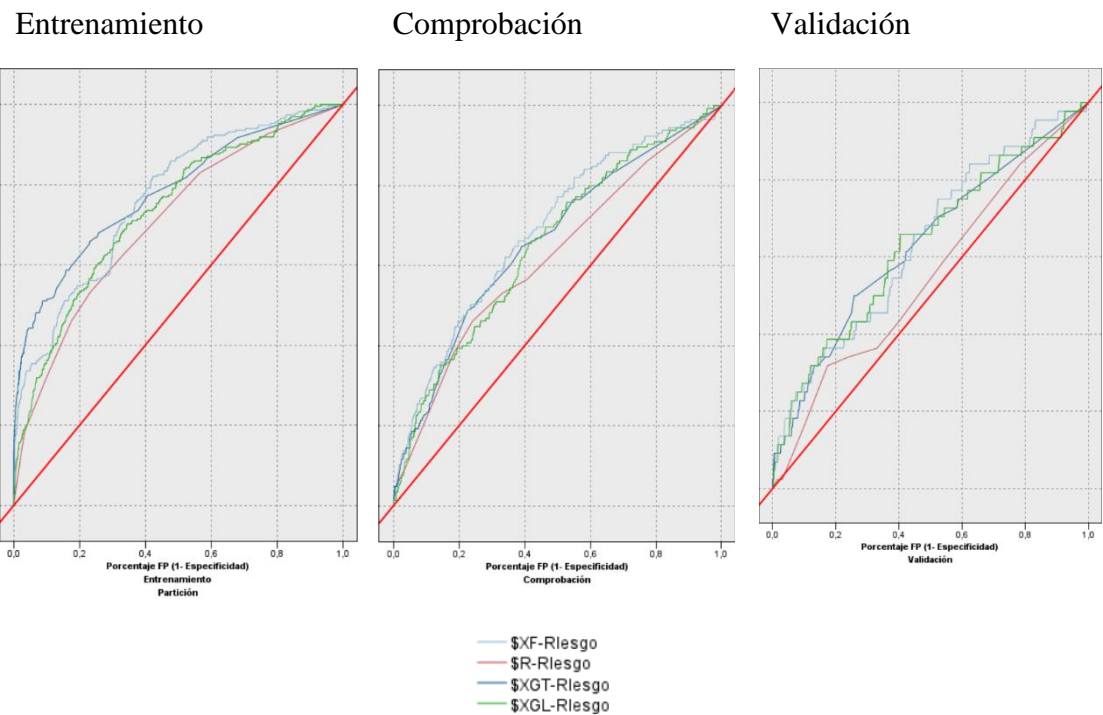 Entrenamiento
Comprobación
Validación
0,0 0,2 0,4 0,6 0,8 1,0
Porcentaje FP (1- Especificidad)
Entrenamiento
Partición
0,0 0,2 0,4 0,6 0,8 1,0
Porcentaje FP (1- Especificidad)
Comprobación
0,0 0,2 0,4 0,6 0,8 1,0
Porcentaje FP (1- Especificidad)
Validación
$XF-RIesgo
$R-RIesgo
$XGT-RIesgo
$XGL-RIesgo